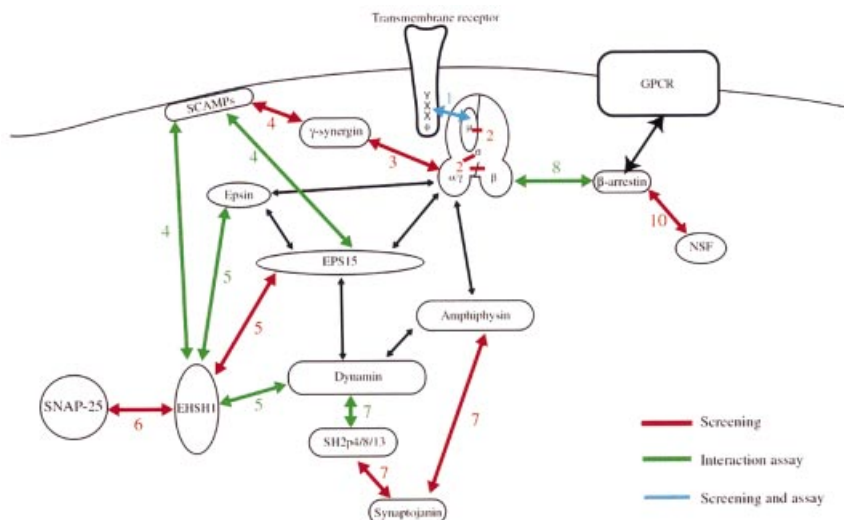 Transmembrane receptor
GPCR
SCAMPs
Y
X
X
Φ
1
μ
2
4
γ-synergin
3
2
σ
α/γ
β
8
β-arrestin
4
Epsin
10
NSF
4
5
EPS15
5
Amphiphysin
Dynamin
SNAP-25
6
EHSH1
5
7
7
SH2p4/8/13
7
Synaptojanin
Screening
Interaction assay
Screening and assay